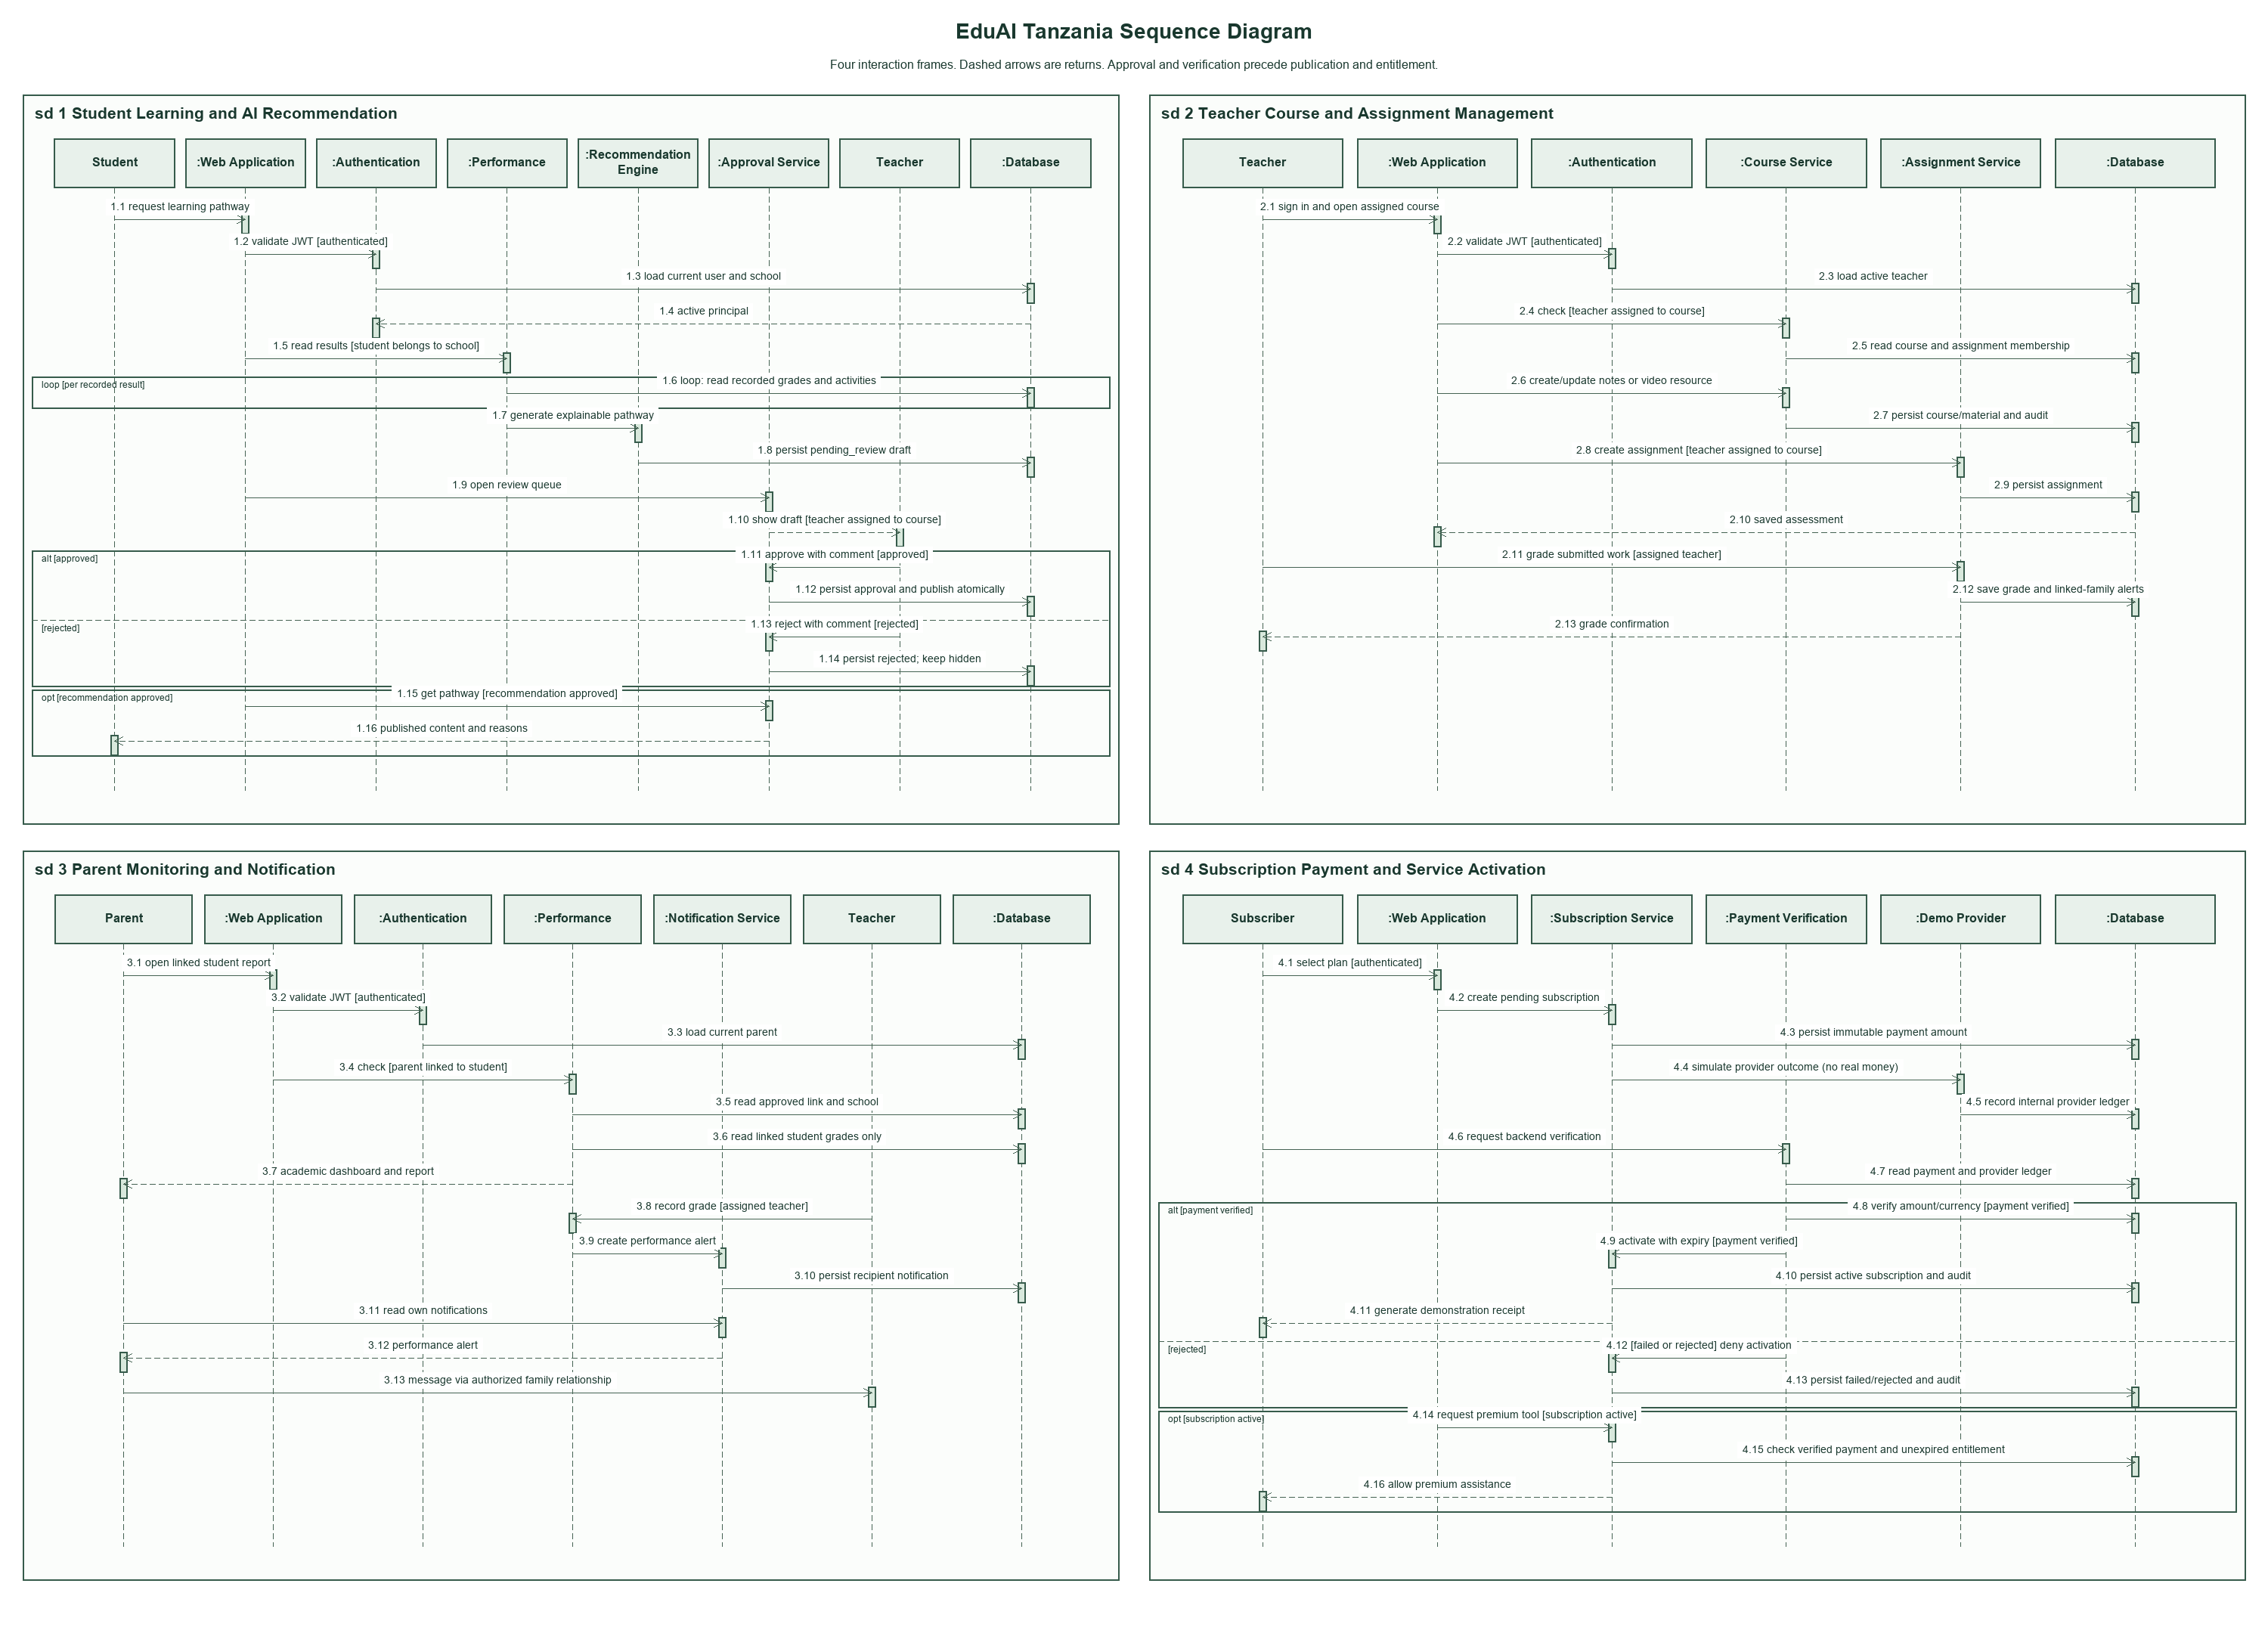 EduAI Tanzania Sequence Diagram
Four interaction frames. Dashed arrows are returns. Approval and verification precede publication and entitlement.
sd 1 Student Learning and AI Recommendation
Student
:Web Application
:Authentication
:Performance
:Recommendation
Engine
:Approval Service
Teacher
:Database
1.1 request learning pathway
1.2 validate JWT [authenticated]
1.3 load current user and school
1.4 active principal
1.5 read results [student belongs to school]
loop [per recorded result]
1.6 loop: read recorded grades and activities
1.7 generate explainable pathway
1.8 persist pending_review draft
1.9 open review queue
1.10 show draft [teacher assigned to course]
alt [approved]
1.11 approve with comment [approved]
1.12 persist approval and publish atomically
[rejected]
1.13 reject with comment [rejected]
1.14 persist rejected; keep hidden
opt [recommendation approved]
1.15 get pathway [recommendation approved]
1.16 published content and reasons
sd 2 Teacher Course and Assignment Management
Teacher
:Web Application
:Authentication
:Course Service
:Assignment Service
:Database
2.1 sign in and open assigned course
2.2 validate JWT [authenticated]
2.3 load active teacher
2.4 check [teacher assigned to course]
2.5 read course and assignment membership
2.6 create/update notes or video resource
2.7 persist course/material and audit
2.8 create assignment [teacher assigned to course]
2.9 persist assignment
2.10 saved assessment
2.11 grade submitted work [assigned teacher]
2.12 save grade and linked-family alerts
2.13 grade confirmation
sd 3 Parent Monitoring and Notification
Parent
:Web Application
:Authentication
:Performance
:Notification Service
Teacher
:Database
3.1 open linked student report
3.2 validate JWT [authenticated]
3.3 load current parent
3.4 check [parent linked to student]
3.5 read approved link and school
3.6 read linked student grades only
3.7 academic dashboard and report
3.8 record grade [assigned teacher]
3.9 create performance alert
3.10 persist recipient notification
3.11 read own notifications
3.12 performance alert
3.13 message via authorized family relationship
sd 4 Subscription Payment and Service Activation
Subscriber
:Web Application
:Subscription Service
:Payment Verification
:Demo Provider
:Database
4.1 select plan [authenticated]
4.2 create pending subscription
4.3 persist immutable payment amount
4.4 simulate provider outcome (no real money)
4.5 record internal provider ledger
4.6 request backend verification
4.7 read payment and provider ledger
alt [payment verified]
4.8 verify amount/currency [payment verified]
4.9 activate with expiry [payment verified]
4.10 persist active subscription and audit
4.11 generate demonstration receipt
[rejected]
4.12 [failed or rejected] deny activation
4.13 persist failed/rejected and audit
opt [subscription active]
4.14 request premium tool [subscription active]
4.15 check verified payment and unexpired entitlement
4.16 allow premium assistance